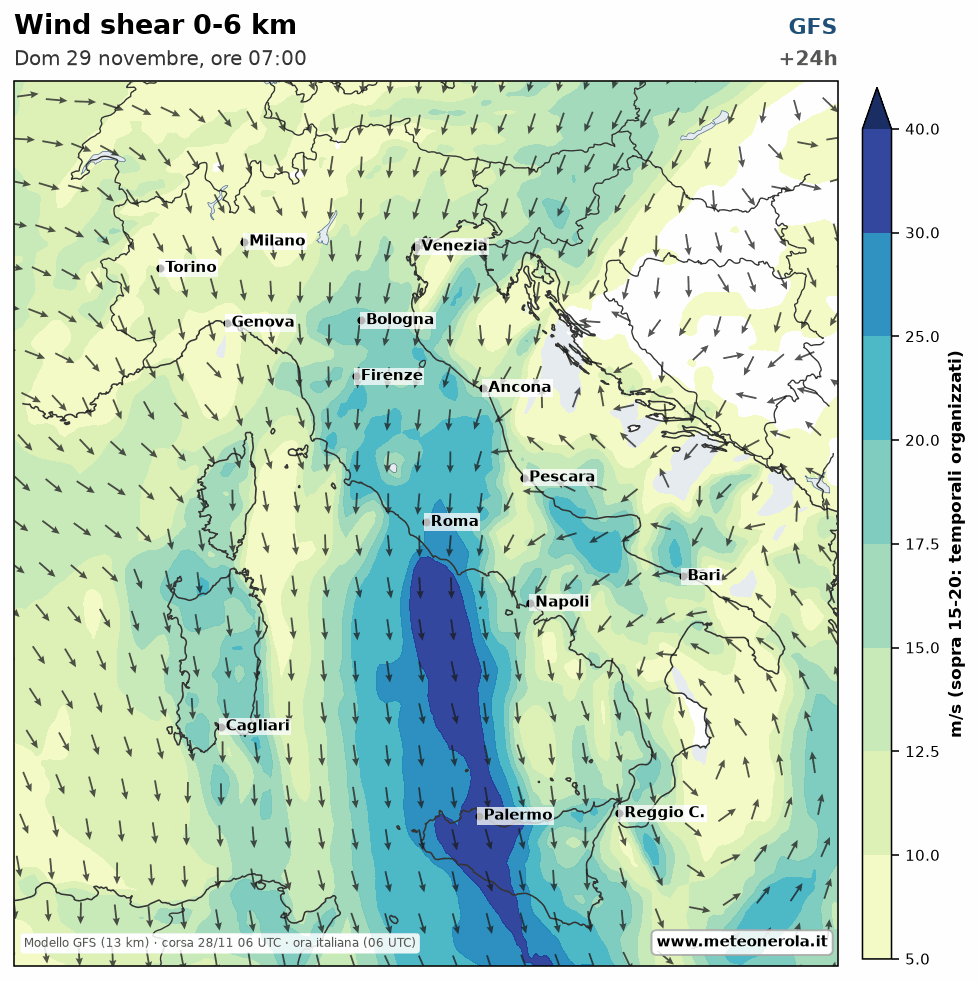 Wind shear 0-6 km
GFS
Dom 29 novembre, ore 07:00
+24h
40.0
30.0
25.0
20.0
17.5
15.0
12.5
10.0
5.0
m/s (sopra 15-20: temporali organizzati)
Milano
Venezia
Torino
Genova
Bologna
Firenze
Ancona
Pescara
Roma
Bari
Napoli
Cagliari
Palermo
Reggio C.
Modello GFS (13 km) · corsa 28/11 06 UTC · ora italiana (06 UTC)
www.meteonerola.it